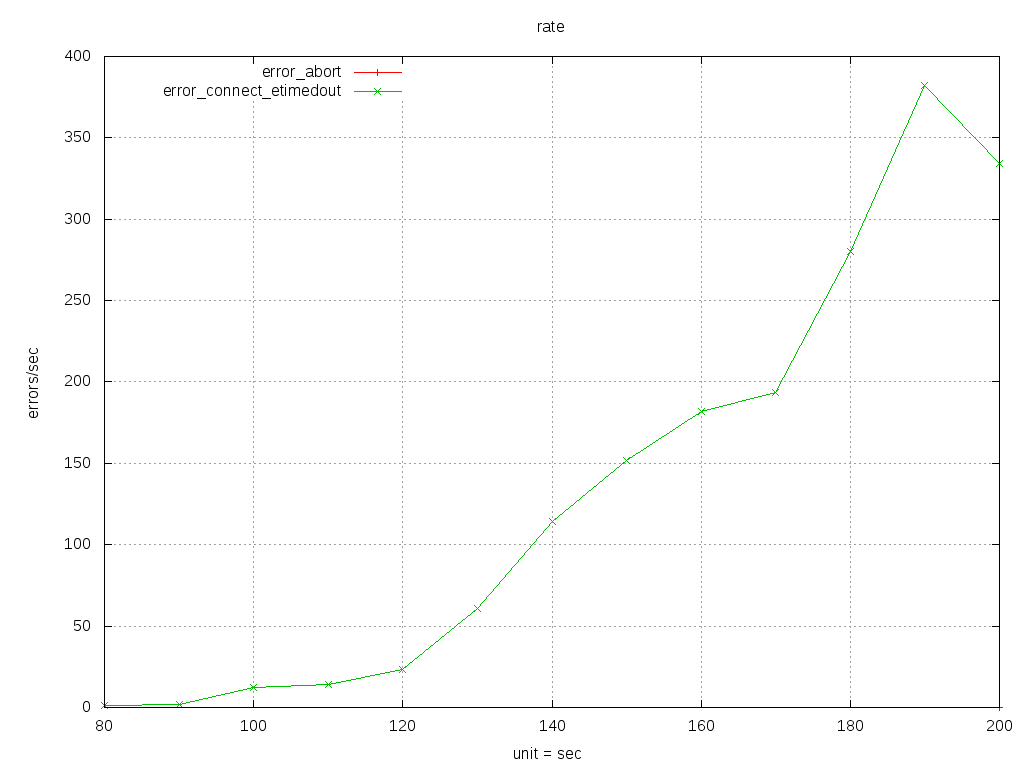 rate
400
350
300
250
200
150
100
50
0
error_abort
error_connect_etimedout
errors/sec
80 100 120 140 160 180 200
unit = sec